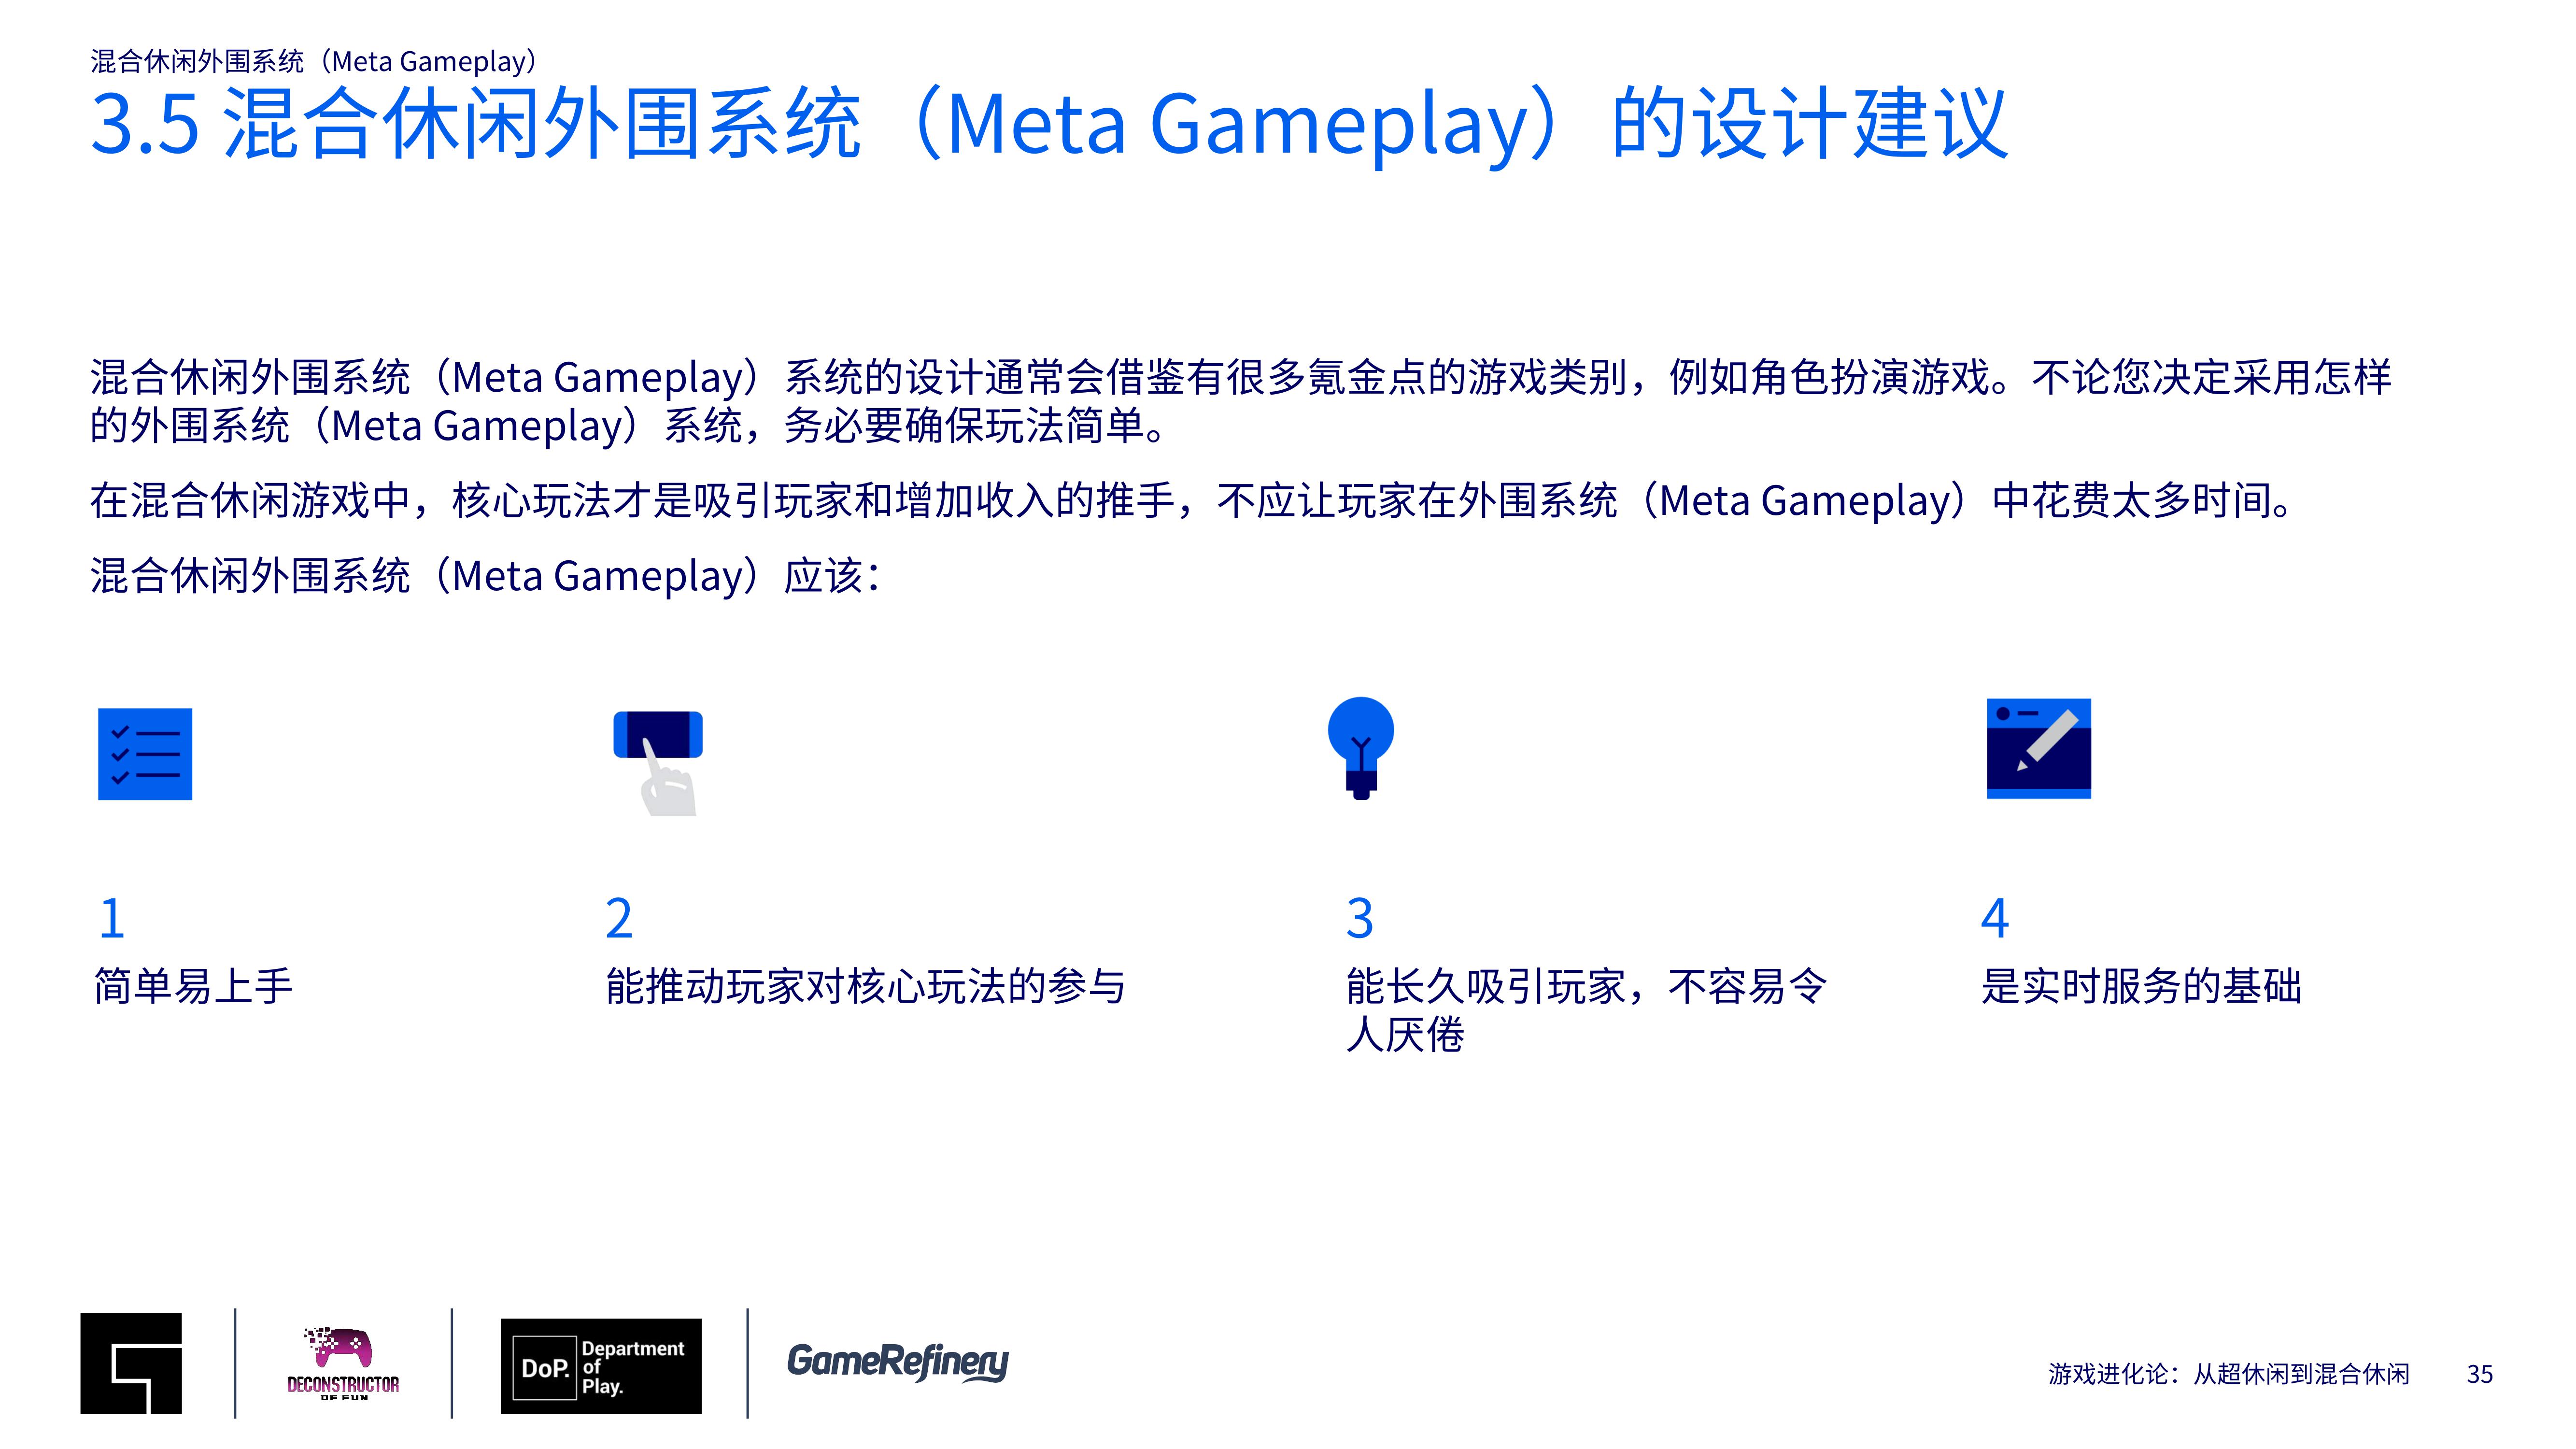 混合休闲外围系统（Meta Gameplay）
3.5 混合休闲外围系统（Meta Gameplay）的设计建议
混合休闲外围系统（Meta Gameplay）系统的设计通常会借鉴有很多氪金点的游戏类别，例如角色扮演游戏。不论您决定采用怎样
的外围系统（Meta Gameplay）系统，务必要确保玩法简单。
在混合休闲游戏中，核心玩法才是吸引玩家和增加收入的推手，不应让玩家在外围系统（Meta Gameplay）中花费太多时间。
混合休闲外围系统（Meta Gameplay）应该：
1
简单易上手
2
能推动玩家对核心玩法的参与
3
能长久吸引玩家，不容易令
人厌倦
4
是实时服务的基础
DECONSTRUCTOR
OF FUN
DoP.
Department
of
Play.
GameRefinery
游戏进化论：从超休闲到混合休闲 35